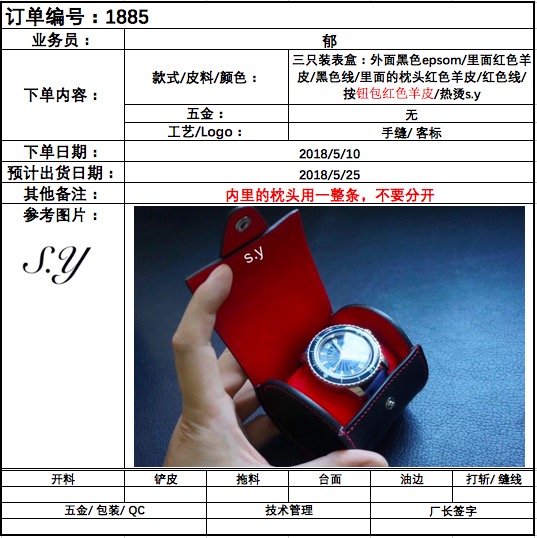 订单编号：1885
业务员： 郁
下单内容：
款式/皮料/颜色：
三只装表盒：外面黑色epsom/里面红色羊
皮/黑色线/里面的枕头红色羊皮/红色线/
按钮包红色羊皮/热烫s.y
五金： 无
工艺/Logo： 手缝/ 客标
下单日期： 2018/5/10
预计出货日期： 2018/5/25
其他备注： 内里的枕头用一整条，不要分开
参考图片：
S.Y
s.y
开料 铲皮 拖料 台面 油边 打斩/ 缝线
五金/ 包装/ QC 技术管理 厂长签字